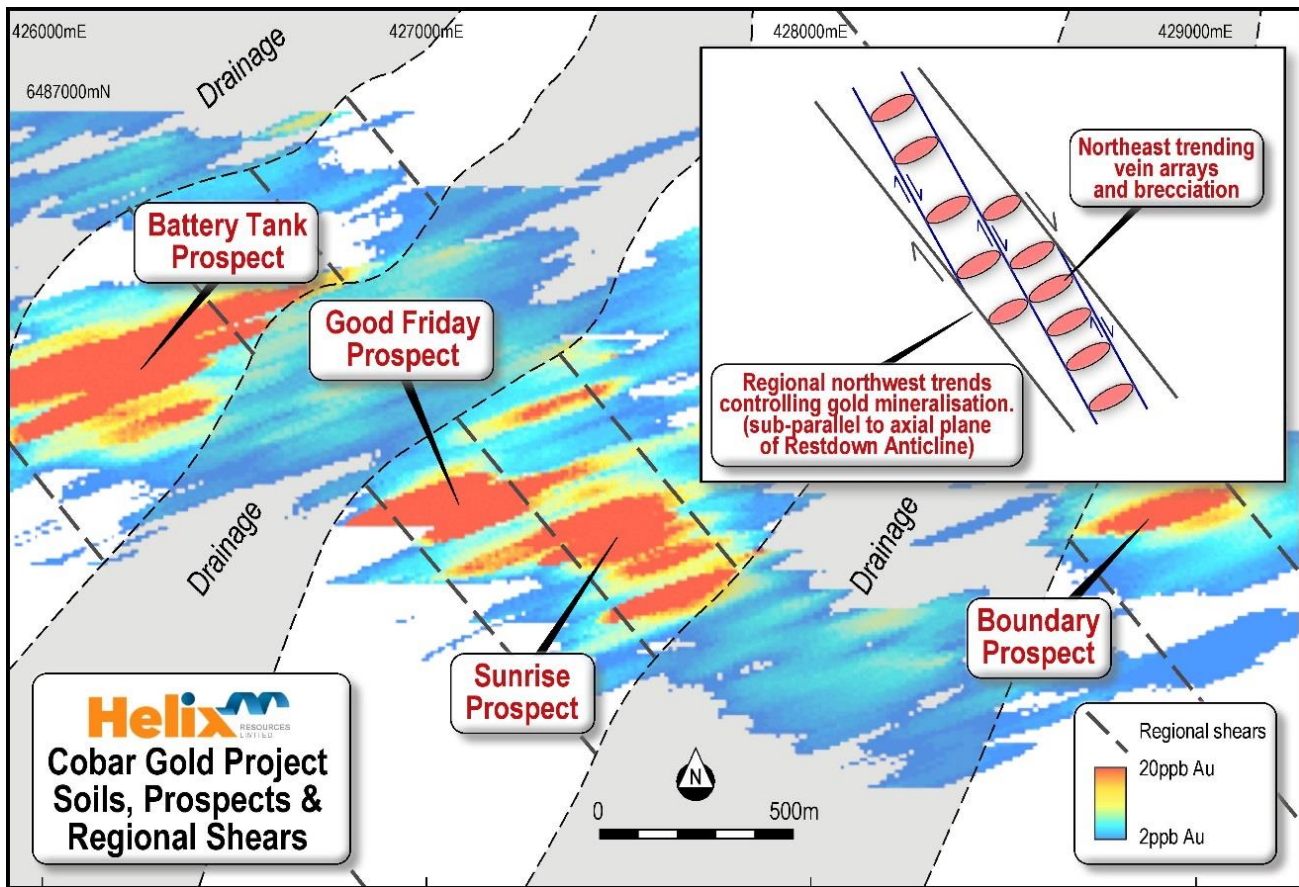 426000mE
427000mE
428000mE
429000mE
6487000mN
Drainage
Battery Tank
Prospect
Good Friday
Prospect
Northeast trending
vein arrays
and brecciation
Regional northwest trends
controlling gold mineralisation.
(sub-parallel to axial plane
of Restdown Anticline)
Drainage
Drainage
Sunrise
Prospect
Boundary
Prospect
Helix
RESOURCES
LIMITED
Cobar Gold Project
Soils, Prospects &
Regional Shears
N
0 500m
Regional shears
20ppb Au
2ppb Au